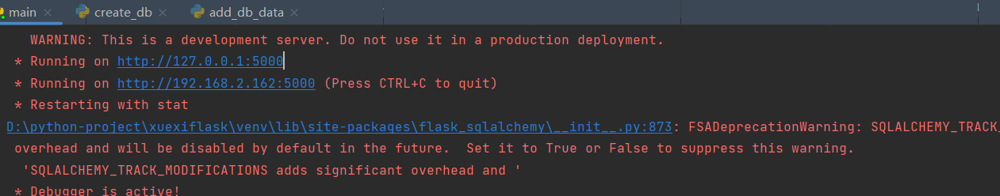 main × create_db × add_db_data ×
WARNING: This is a development server. Do not use it in a production deployment.
* Running on http://127.0.0.1:5000
* Running on http://192.168.2.162:5000 (Press CTRL+C to quit)
* Restarting with stat
D:\python-project\xuexiflask\venv\lib\site-packages\flask_sqlalchemy\__init__.py:873: FSADeprecationWarning: SQLALCHEMY_TRACK_
overhead and will be disabled by default in the future.  Set it to True or False to suppress this warning.
'SQLALCHEMY_TRACK_MODIFICATIONS adds significant overhead and '
* Debugger is active!